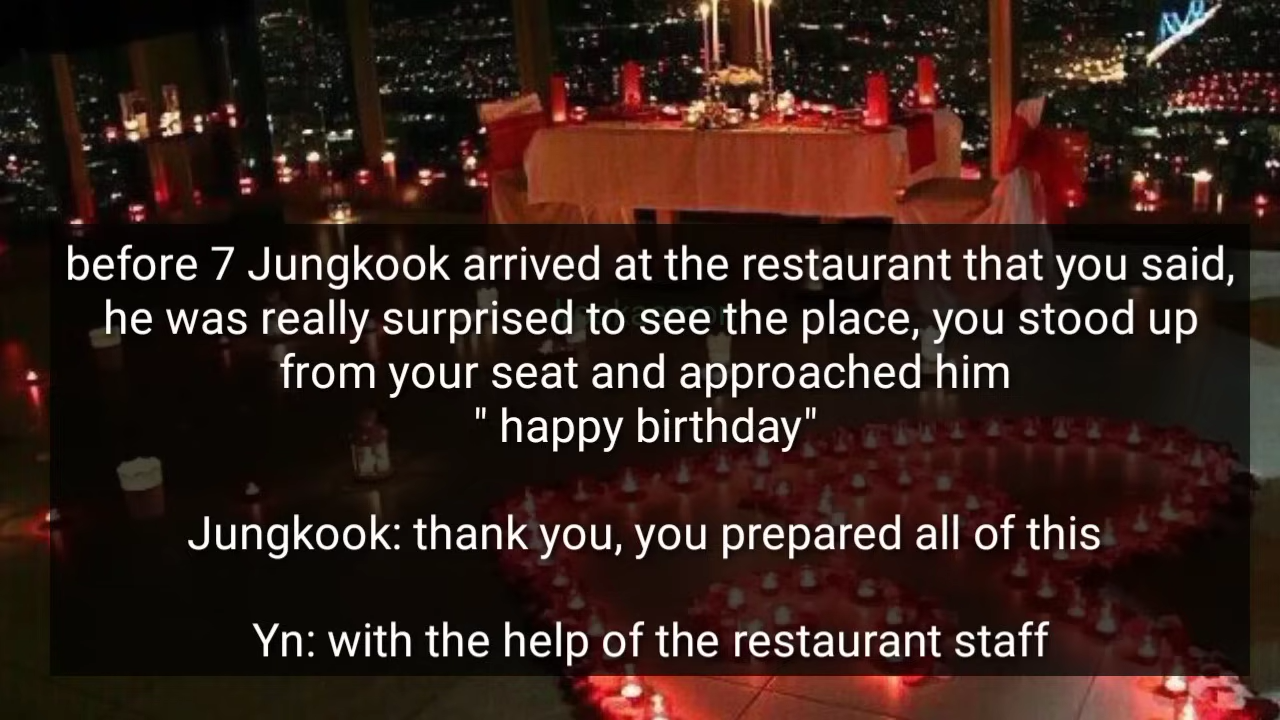 before 7 Jungkook arrived at the restaurant that you said,
he was really surprised to see the place, you stood up
from your seat and approached him
" happy birthday"
Jungkook: thank you, you prepared all of this
Yn: with the help of the restaurant staff